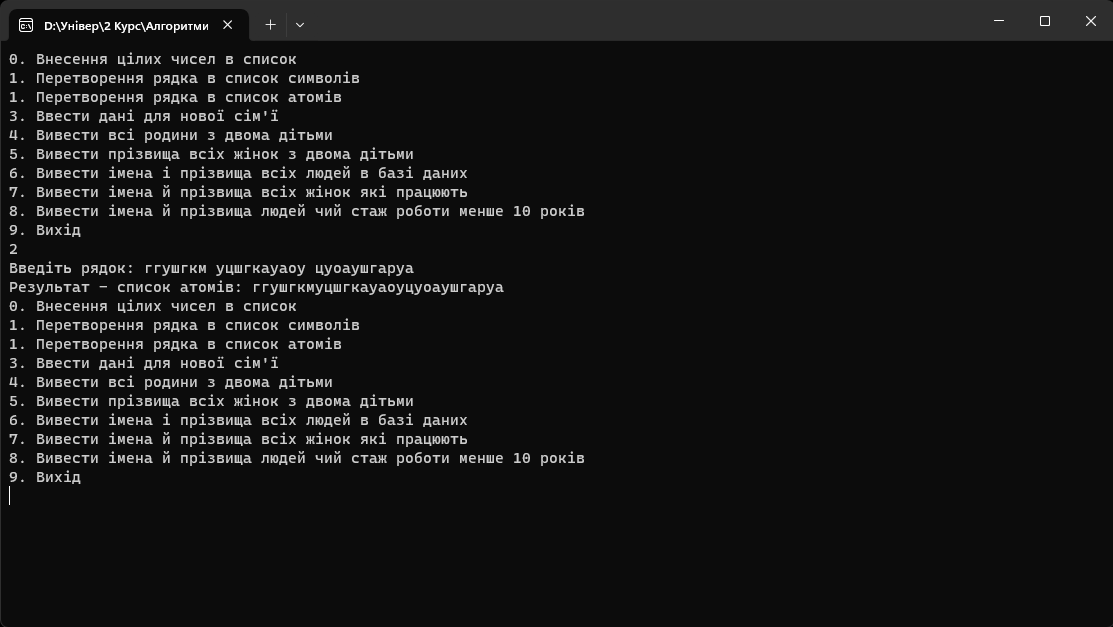 D:\Універ\2 Курс\Алгоритми
0. Внесення цілих чисел в список
1. Перетворення рядка в список символів
1. Перетворення рядка в список атомів
3. Ввести дані для нової сім'ї
4. Вивести всі родини з двома дітьми
5. Вивести прізвища всіх жінок з двома дітьми
6. Вивести імена і прізвища всіх людей в базі даних
7. Вивести імена й прізвища всіх жінок які працюють
8. Вивести імена й прізвища людей чий стаж роботи менше 10 років
9. Вихід
2
Введіть рядок: ггушгкм уцшгкауаоу цуоаушгаруа
Результат – список атомів: ггушгкмуцшгкауаоуцуоаушгаруа
0. Внесення цілих чисел в список
1. Перетворення рядка в список символів
1. Перетворення рядка в список атомів
3. Ввести дані для нової сім'ї
4. Вивести всі родини з двома дітьми
5. Вивести прізвища всіх жінок з двома дітьми
6. Вивести імена і прізвища всіх людей в базі даних
7. Вивести імена й прізвища всіх жінок які працюють
8. Вивести імена й прізвища людей чий стаж роботи менше 10 років
9. Вихід